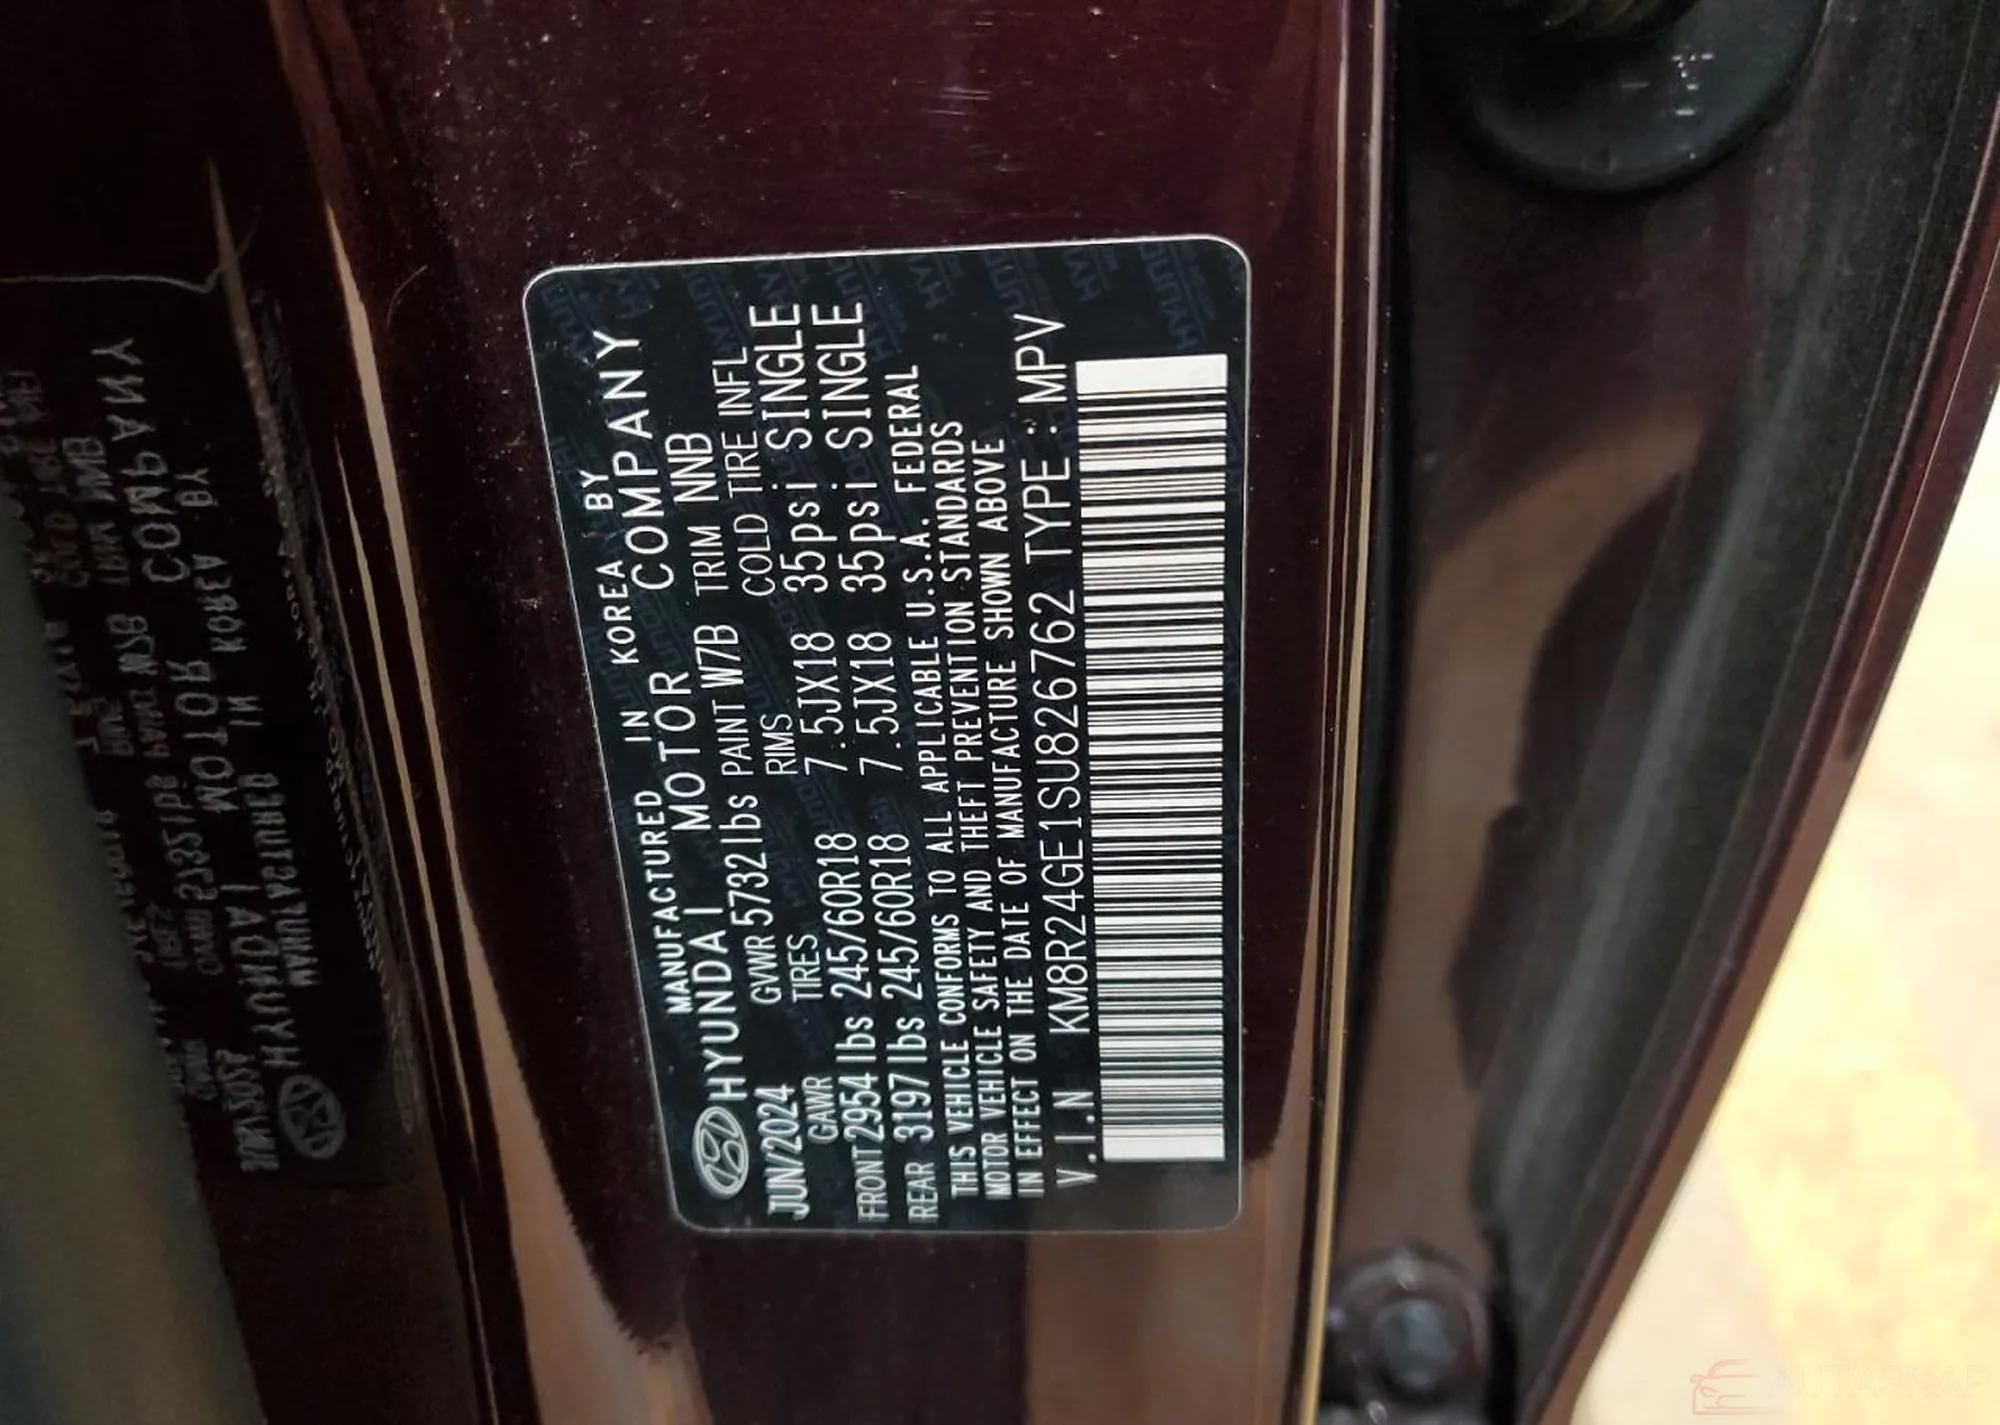 MANUFACTURED IN KOREA BY
HYUNDAI MOTOR COMPANY
JUN/2024 GVWR 5732lbs PAINT W7B TRIM NNB
GAWR TIRES RIMS COLD TIRE INFL
FRONT 2954lbs 245/60R18 7.5JX18 35psi SINGLE
REAR 3197lbs 245/60R18 7.5JX18 35psi SINGLE
THIS VEHICLE CONFORMS TO ALL APPLICABLE U.S.A. FEDERAL
MOTOR VEHICLE SAFETY AND THEFT PREVENTION STANDARDS
IN EFFECT ON THE DATE OF MANUFACTURE SHOWN ABOVE
V.I.N KM8R24GE1SU826762 TYPE : MPV